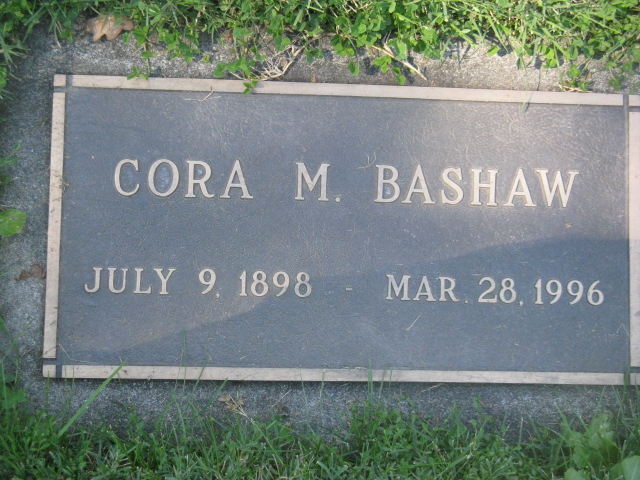 CORA M. BASHAW
JULY 9, 1898 - MAR. 28, 1996